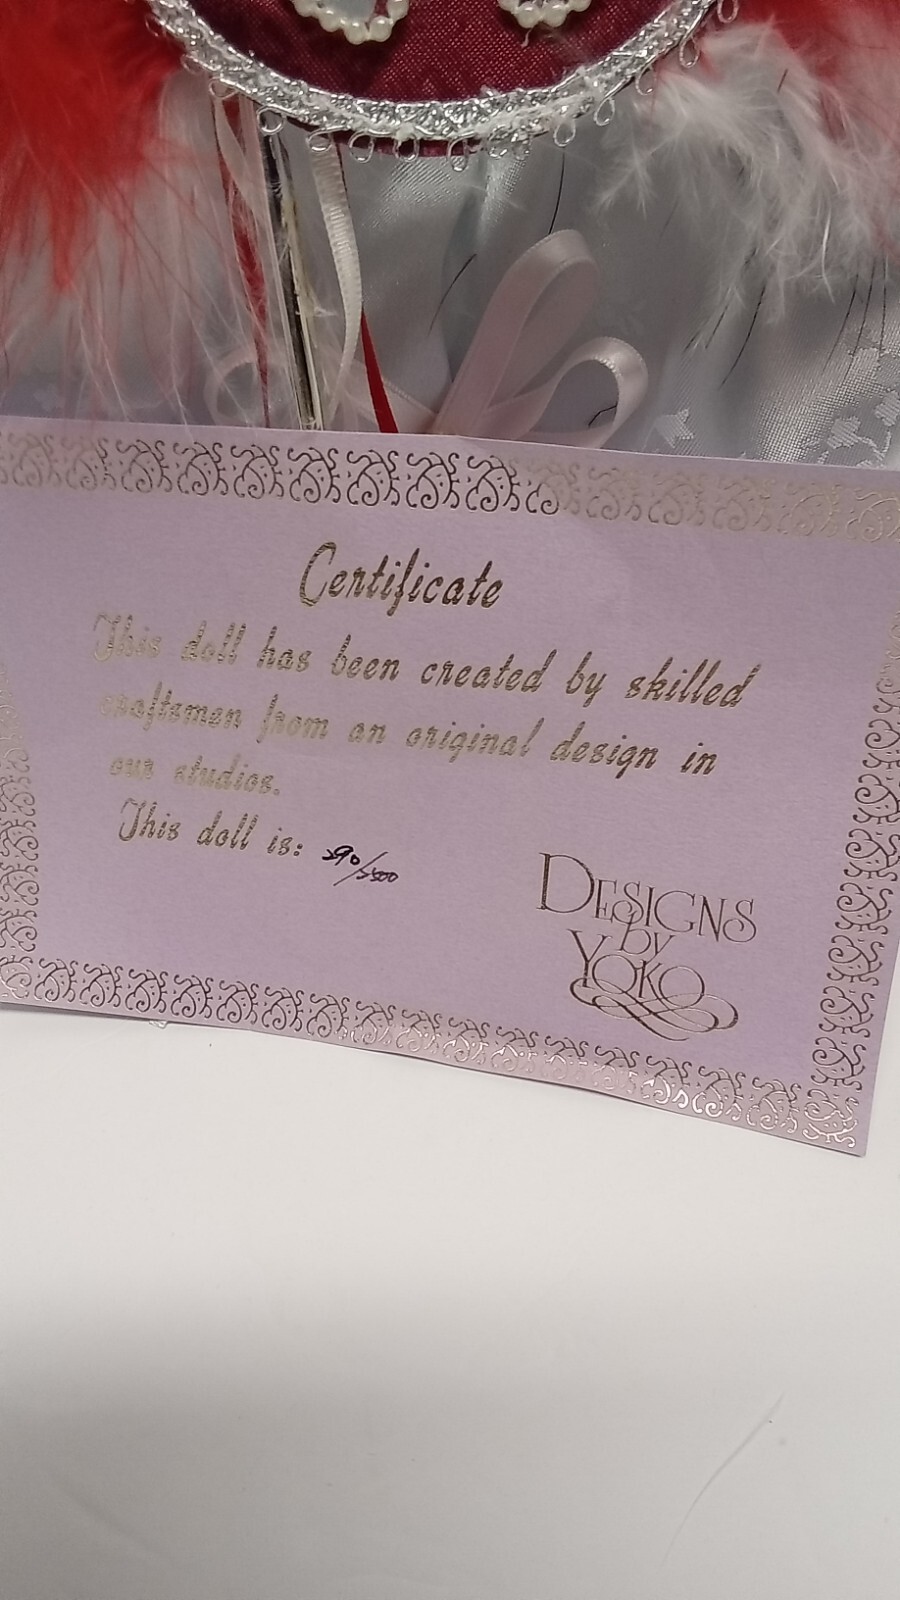 Certificate
This doll has been created by skilled
craftsmen from an original design in
our studios.
This doll is:
DESIGNS
by
YOKO